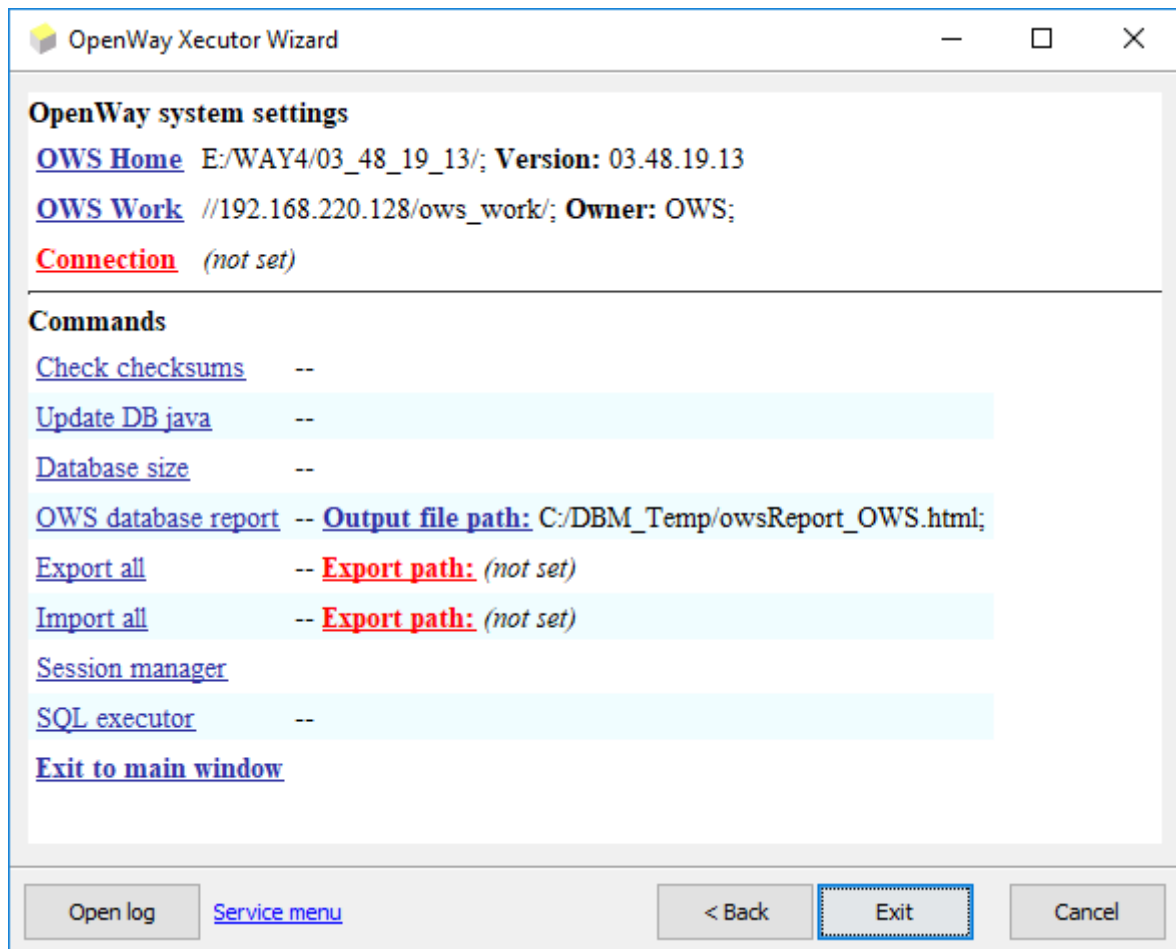 OpenWay Xecutor Wizard
OpenWay system settings
OWS Home E:/WAY4/03_48_19_13/; Version: 03.48.19.13
OWS Work //192.168.220.128/ows_work/; Owner: OWS;
Connection (not set)
Commands
Check checksums --
Update DB java --
Database size --
OWS database report -- Output file path: C:/DBM_Temp/owsReport_OWS.html;
Export all -- Export path: (not set)
Import all -- Export path: (not set)
Session manager
SQL executor --
Exit to main window
Open log Service menu < Back Exit Cancel